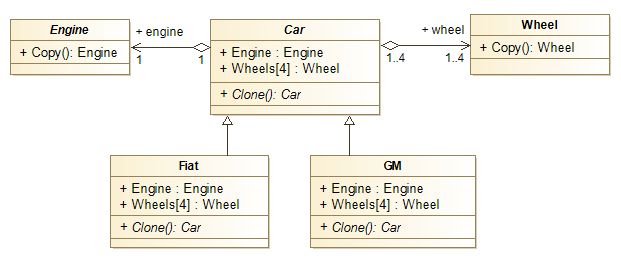 Engine
+ Copy(): Engine
+ engine
1
1
Car
+ Engine : Engine
+ Wheels[4] : Wheel
+ Clone(): Car
+ wheel
1..4
1..4
Wheel
+ Copy(): Wheel
Fiat
+ Engine : Engine
+ Wheels[4] : Wheel
+ Clone(): Car
GM
+ Engine : Engine
+ Wheels[4] : Wheel
+ Clone(): Car